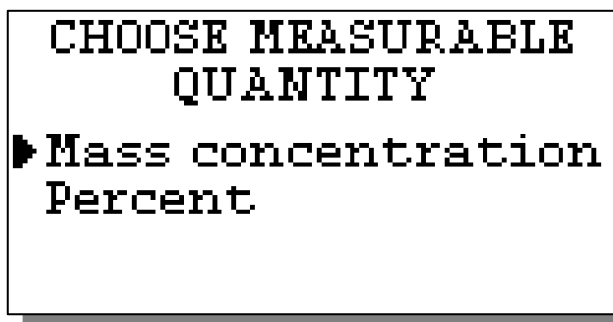 CHOOSE MEASURABLE
QUANTITY
Mass concentration
Percent